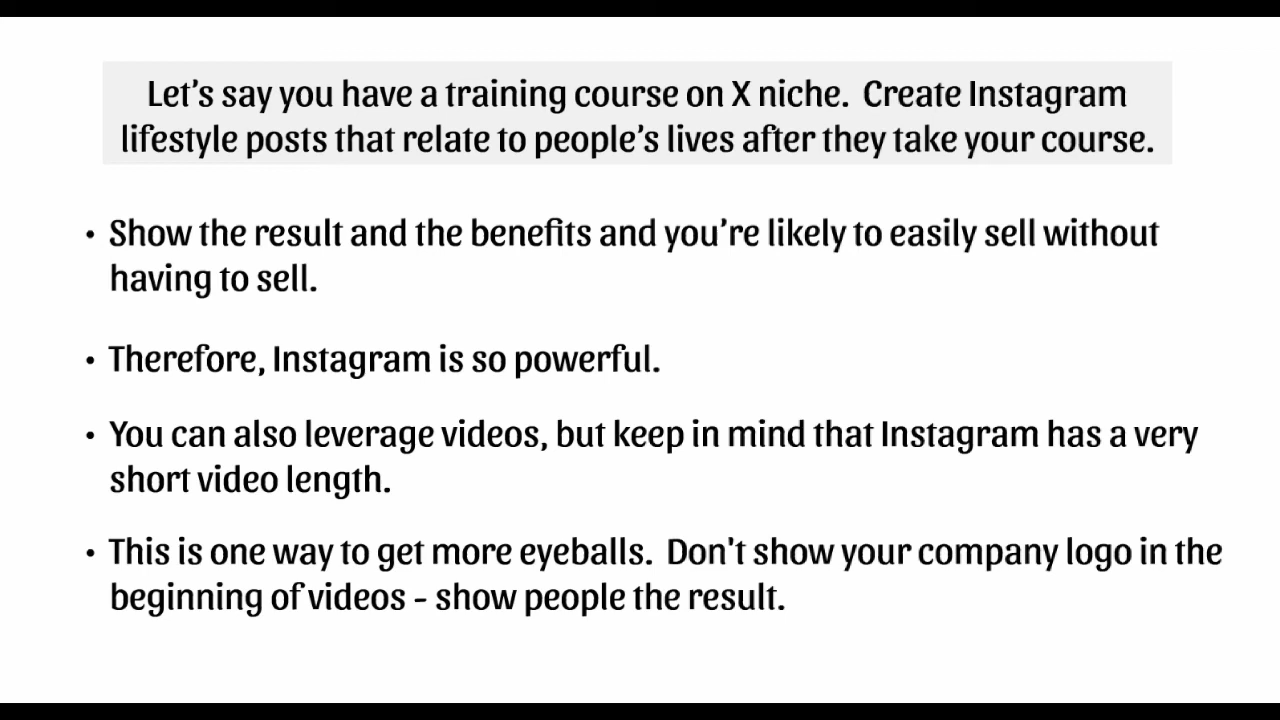 Let’s say you have a training course on X niche.  Create Instagram
lifestyle posts that relate to people’s lives after they take your course.
• Show the result and the benefits and you’re likely to easily sell without
having to sell.
• Therefore, Instagram is so powerful.
• You can also leverage videos, but keep in mind that Instagram has a very
short video length.
• This is one way to get more eyeballs.  Don't show your company logo in the
beginning of videos - show people the result.